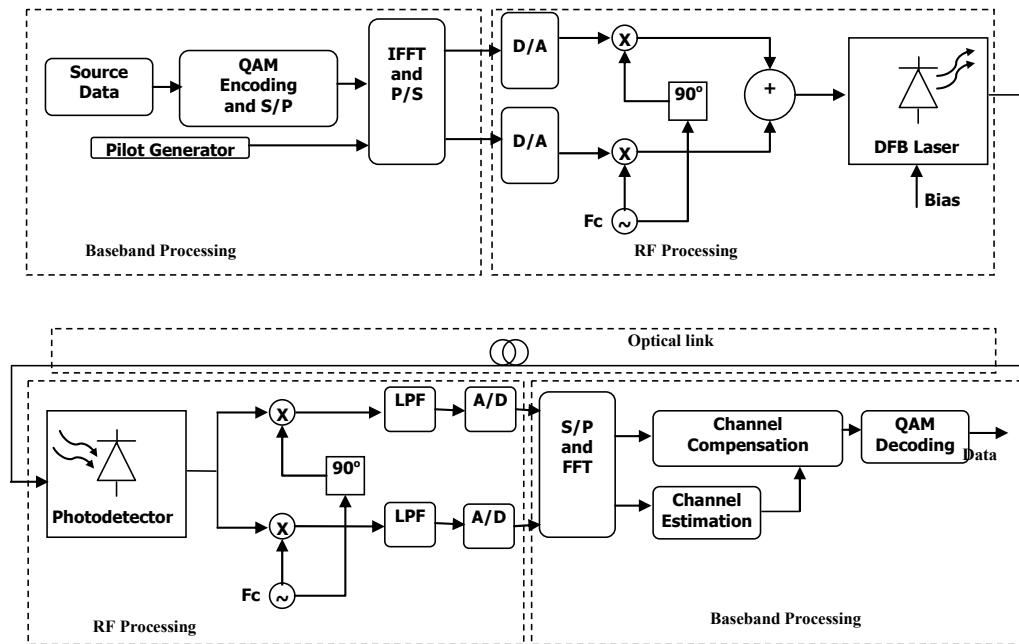 Source
Data
QAM
Encoding
and S/P
Pilot Generator
IFFT
and
P/S
Baseband Processing
D/A
D/A
X
X
90°
+
Fc
~
DFB Laser
Bias
RF Processing
Optical link
Photodetector
X
X
90°
Fc
~
LPF
LPF
A/D
A/D
RF Processing
S/P
and
FFT
Channel
Compensation
Channel
Estimation
QAM
Decoding
Data
Baseband Processing